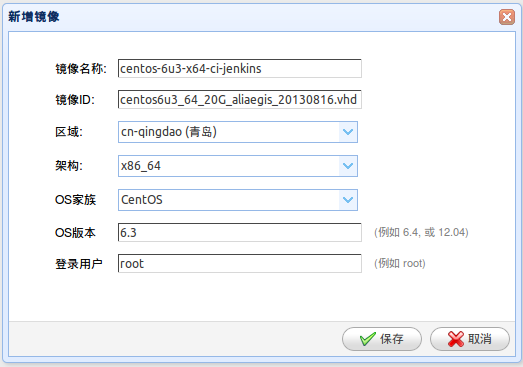 新增镜像
镜像名称: centos-6u3-x64-ci-jenkins
镜像ID: centos6u3_64_20G_aliaegis_20130816.vhd
区域: cn-qingdao (青岛)
架构: x86_64
OS家族 CentOS
OS版本 6.3 (例如 6.4, 或 12.04)
登录用户 root (例如 root)
保存 取消